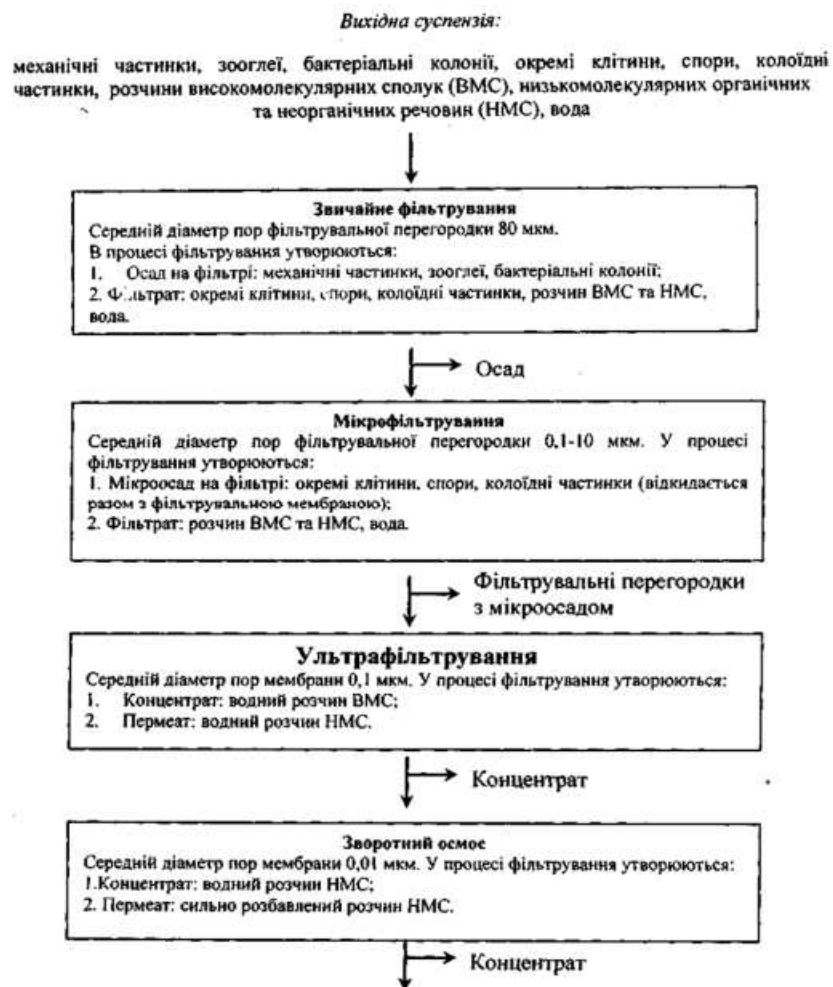 Вихідна суспензія:
механічні частинки, зооглеї, бактеріальні колонії, окремі клітини, спори, колоїдні
частинки, розчини високомолекулярних сполук (ВМС), низькомолекулярних органічних
та неорганічних речовин (НМС), вода
Звичайне фільтрування
Середній діаметр пор фільтрувальної перегородки 80 мкм.
В процесі фільтрування утворюються:
1. Осад на фільтрі: механічні частинки, зооглеї, бактеріальні колонії;
2. Фільтрат: окремі клітини, спори, колоїдні частинки, розчин ВМС та НМС,
вода.
Осад
Мікрофільтрування
Середній діаметр пор фільтрувальної перегородки 0,1-10 мкм. У процесі
фільтрування утворюються:
1. Мікроосад на фільтрі: окремі клітини, спори, колоїдні частинки (відкидається
разом з фільтрувальною мембраною);
2. Фільтрат: розчин ВМС та НМС, вода.
Фільтрувальні перегородки
з мікроосадом
Ультрафільтрування
Середній діаметр пор мембрани 0,1 мкм. У процесі фільтрування утворюються:
1. Концентрат: водний розчин ВМС;
2. Пермеат: водний розчин НМС.
Концентрат
Зворотний осмос
Середній діаметр пор мембрани 0,01 мкм. У процесі фільтрування утворюються:
1.Концентрат: водний розчин НМС;
2. Пермеат: сильно розбавлений розчин НМС.
Концентрат